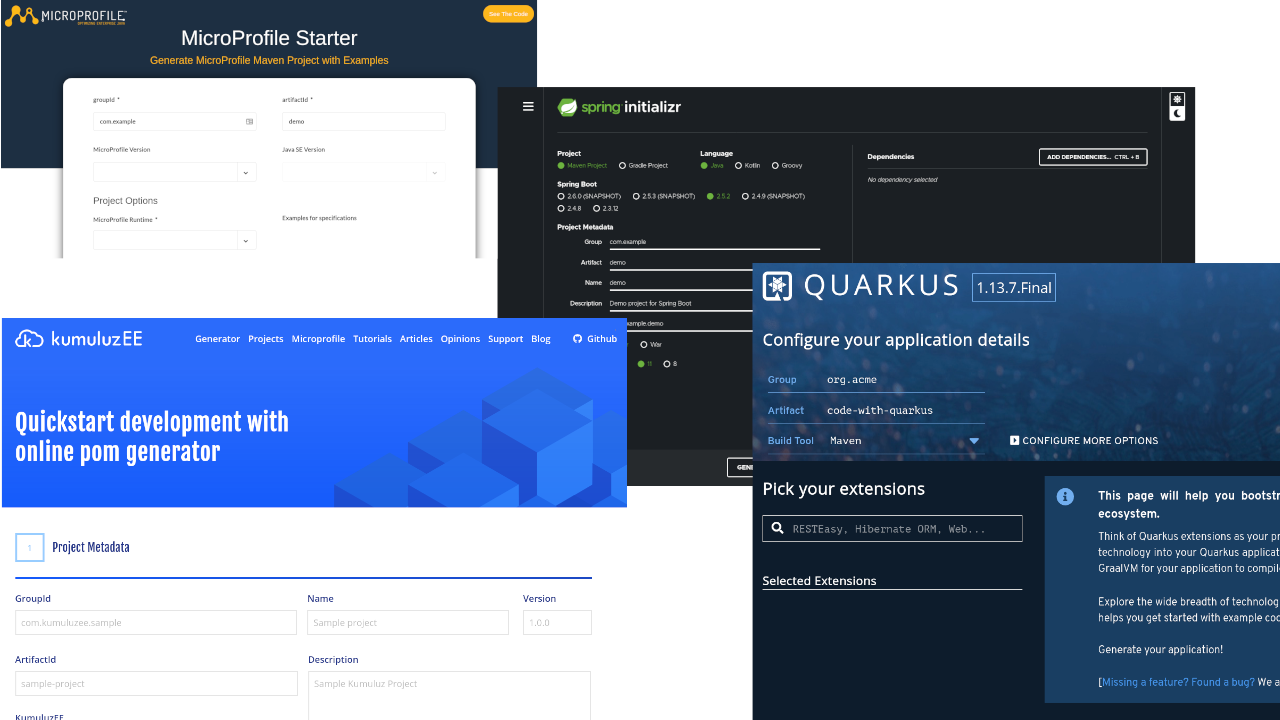 MICROPROFILE™
OPTIMIZING ENTERPRISE JAVA
See The Code
MicroProfile Starter
Generate MicroProfile Maven Project with Examples
groupId *
artifactId *
com.example
demo
MicroProfile Version
Java SE Version
Project Options
MicroProfile Runtime *
Examples for specifications
spring initializr
Project
Language
Maven Project
Gradle Project
Java
Kotlin
Groovy
Spring Boot
2.6.0 (SNAPSHOT)
2.5.3 (SNAPSHOT)
2.5.2
2.4.9 (SNAPSHOT)
2.4.8
2.3.12
Project Metadata
Group com.example
Artifact demo
Name demo
Description Demo project for Spring Boot
ample.demo
War
11
8
Dependencies
ADD DEPENDENCIES... CTRL + B
No dependency selected
GENE
kumuluzEE
Generator Projects Microprofile Tutorials Articles Opinions Support Blog Github
Quickstart development with
online pom generator
1 Project Metadata
GroupId
Name
Version
com.kumuluzee.sample
Sample project
1.0.0
ArtifactId
Description
sample-project
Sample Kumuluz Project
KumuluzEE
QUARKUS 1.13.7.Final
Configure your application details
Group org.acme
Artifact code-with-quarkus
Build Tool Maven
CONFIGURE MORE OPTIONS
Pick your extensions
RESTEasy, Hibernate ORM, Web...
Selected Extensions
This page will help you bootstr
ecosystem.
Think of Quarkus extensions as your pr
technology into your Quarkus applicat
GraalVM for your application to compil
Explore the wide breadth of technolog
helps you get started with example cod
Generate your application!
[Missing a feature? Found a bug? We a